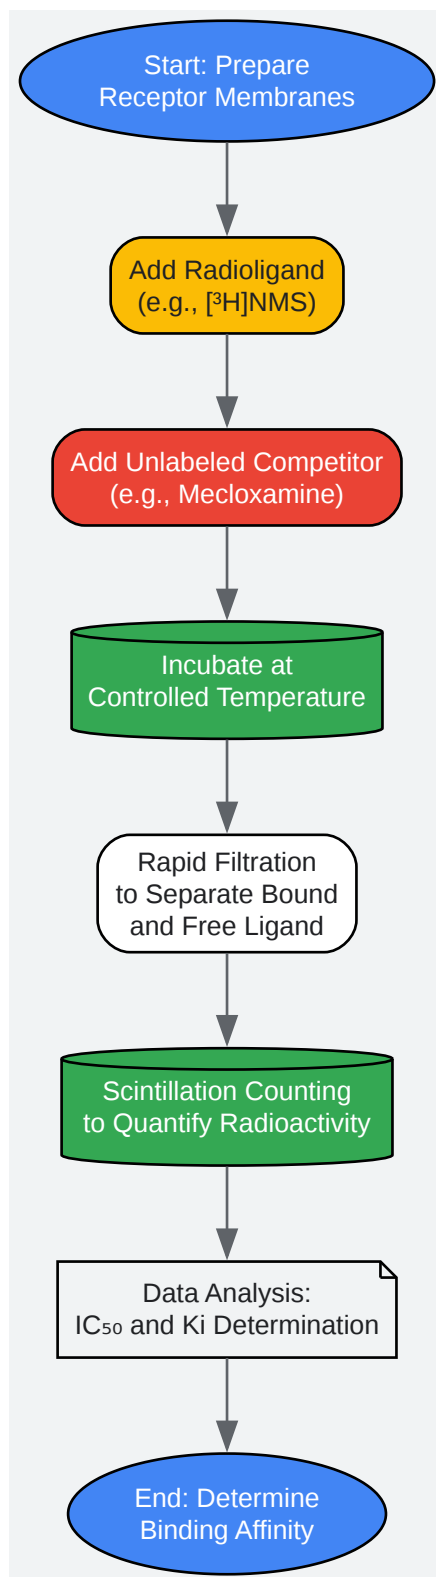 Start: Prepare
Receptor Membranes
Add Radioligand
(e.g., [³H]NMS)
Add Unlabeled Competitor
(e.g., Mecloxamine)
Incubate at
Controlled Temperature
Rapid Filtration
to Separate Bound
and Free Ligand
Scintillation Counting
to Quantify Radioactivity
Data Analysis:
IC₅₀ and Ki Determination
End: Determine
Binding Affinity